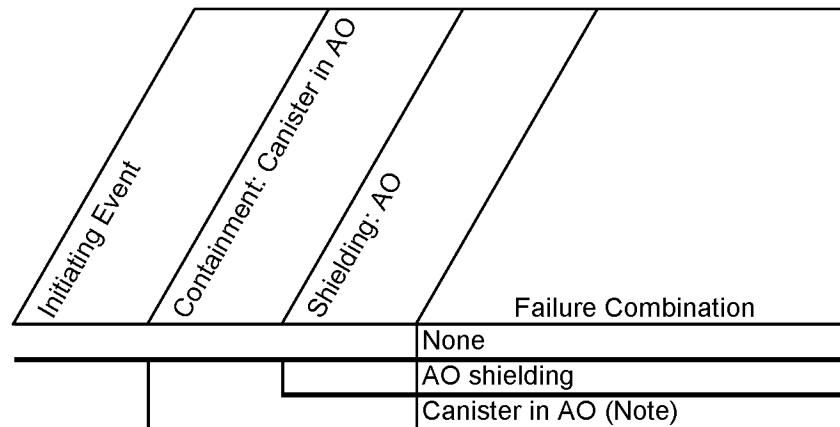 Initiating Event
Containment: Canister in AO
Shielding: AO
Failure Combination
None
AO shielding
Canister in AO (Note)